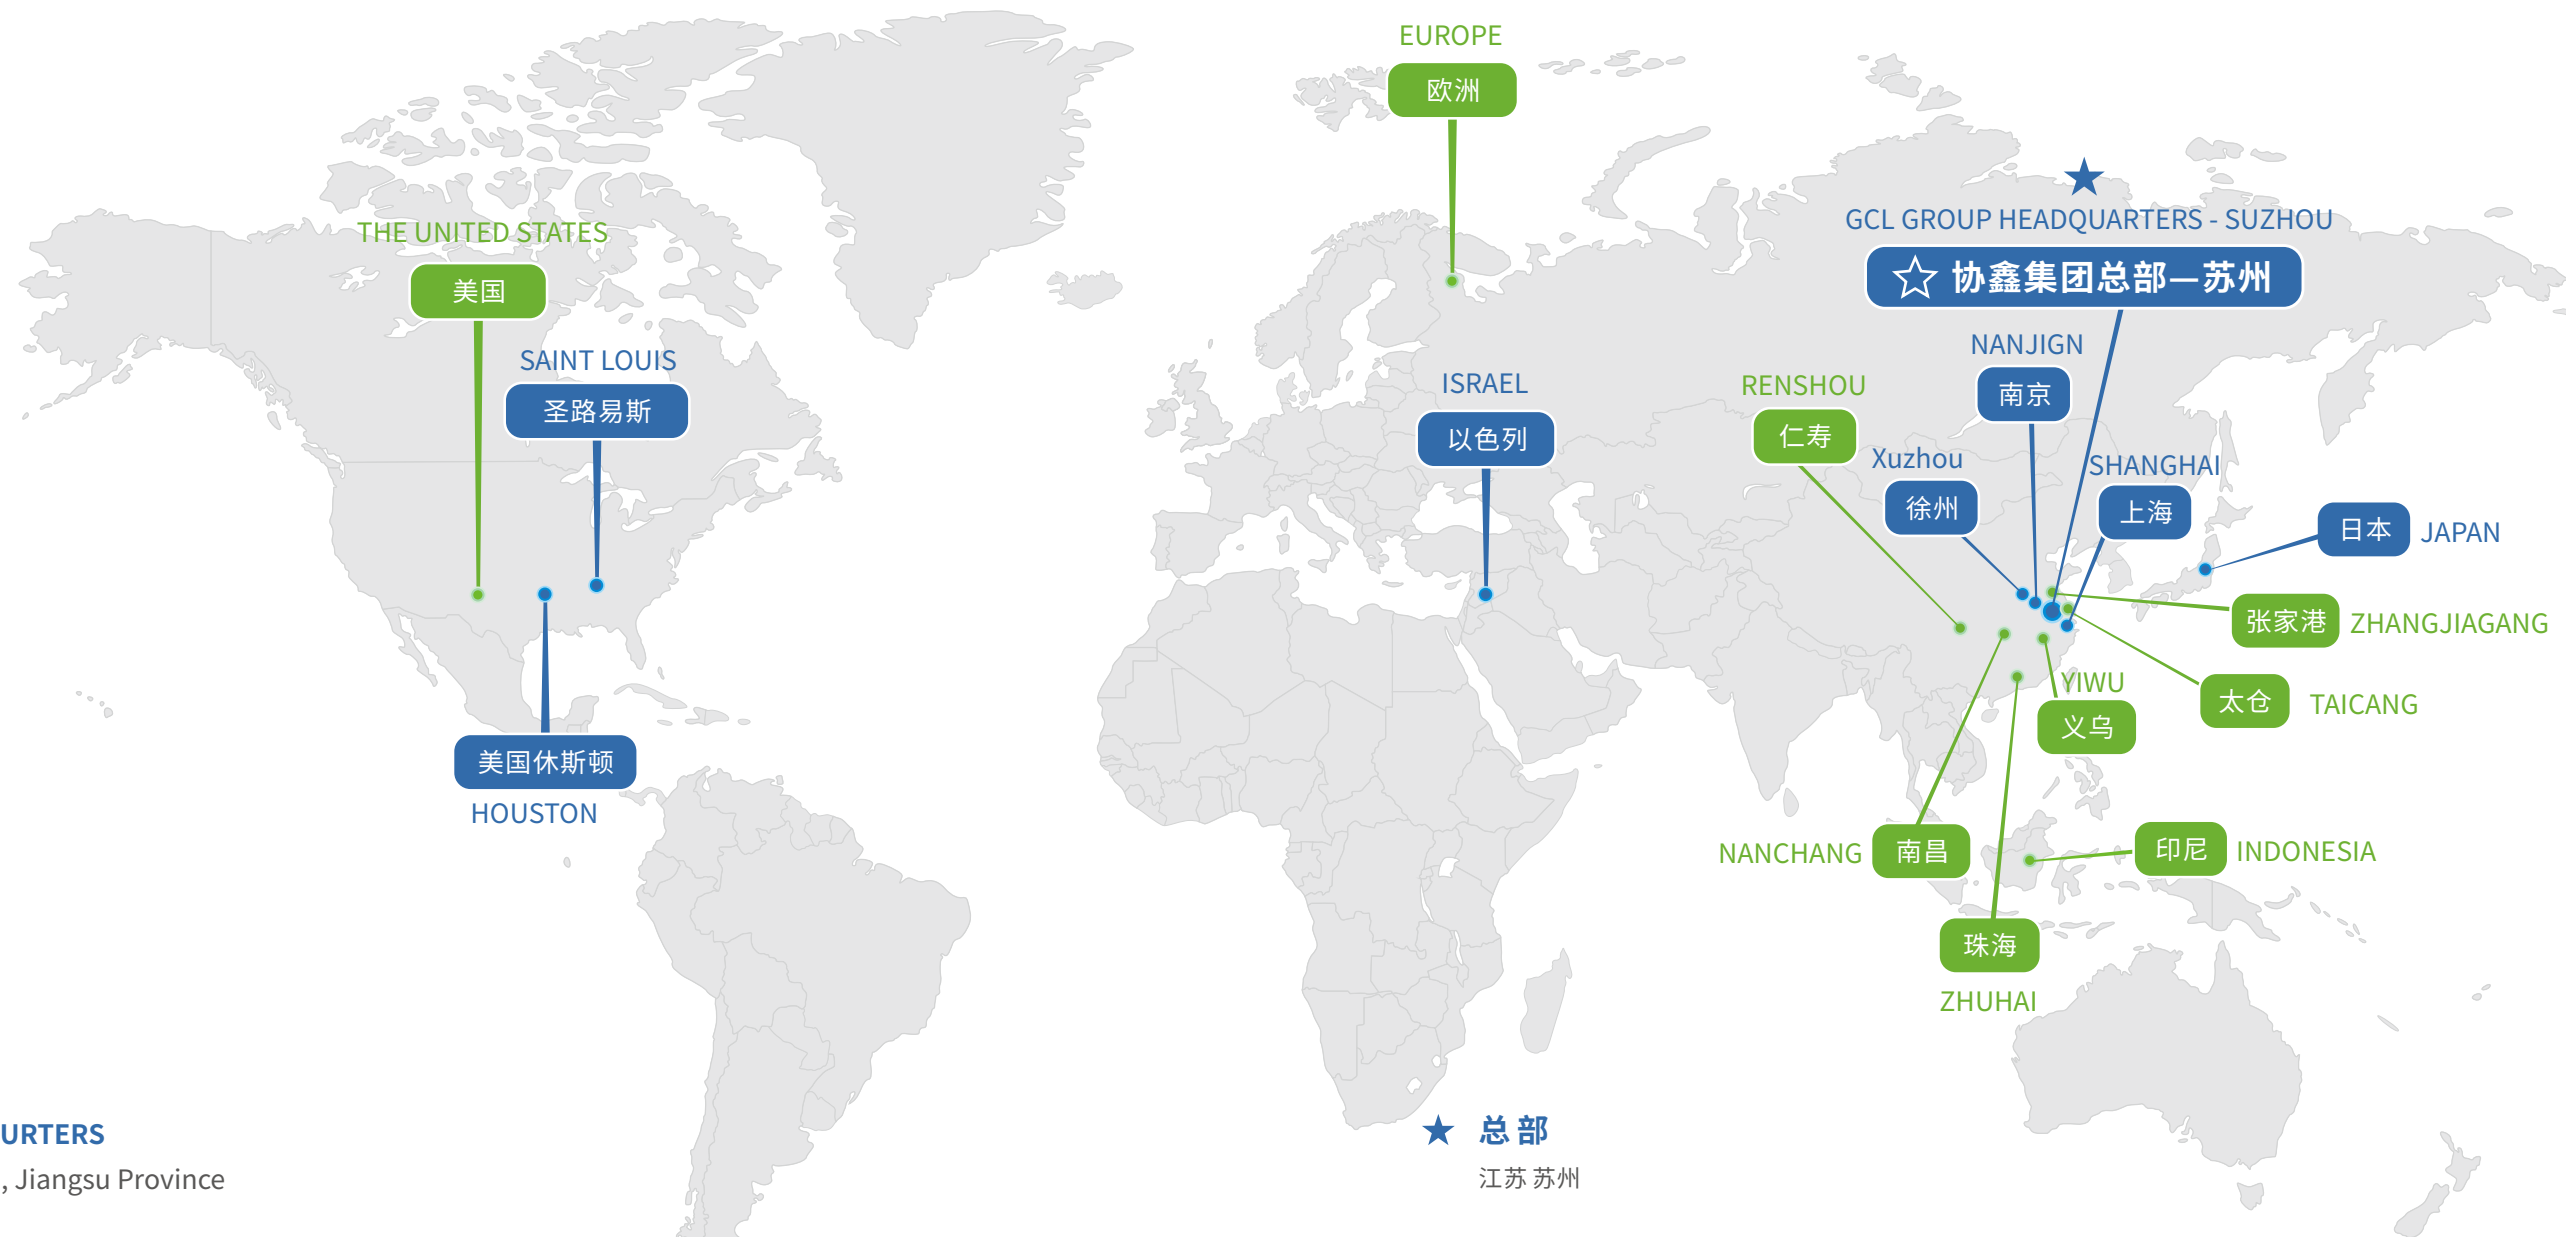 EUROPE
欧洲
THE UNITED STATES
美国
GCL GROUP HEADQUARTERS - SUZHOU
协鑫集团总部—苏州
SAINT LOUIS
圣路易斯
NANJIGN
南京
ISRAEL
以色列
RENSHOU
仁寿
Xuzhou
徐州
SHANGHAI
上海
日本 JAPAN
张家港 ZHANGJIAGANG
YIWU
义乌
太仓 TAICANG
美国休斯顿
HOUSTON
NANCHANG 南昌
印尼 INDONESIA
珠海
ZHUHAI
URTERS
, Jiangsu Province
总部
江苏 苏州